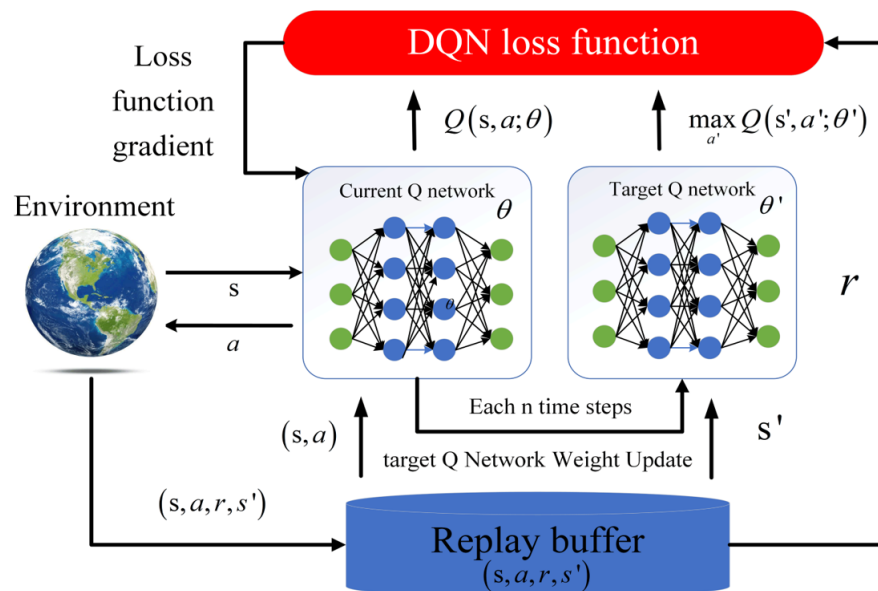 DQN loss function
Loss
function
gradient
Q(s,a;θ)
max Q(s',a';θ')
a'
Current Q network
θ
Target Q network
θ'
Environment
s
θ
r
a
Each n time steps
(s,a)
s'
target Q Network Weight Update
(s,a,r,s')
Replay buffer
(s,a,r,s')